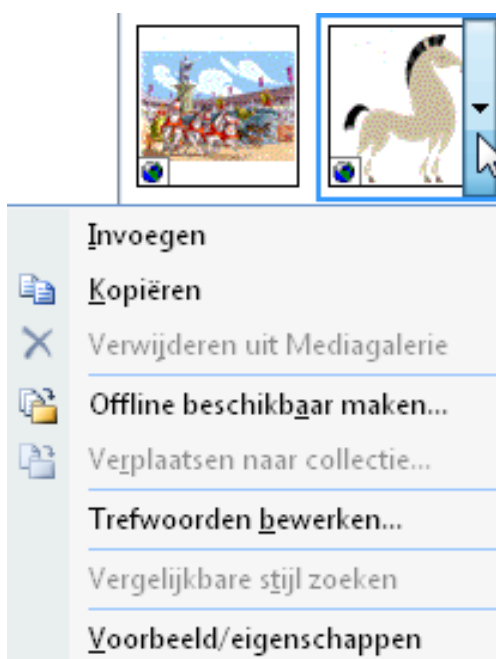 Invoegen
Kopiëren
Verwijderen uit Mediagalerie
Offline beschikbaar maken...
Verplaatsen naar collectie...
Trefwoorden bewerken...
Vergelijkbare stijl zoeken
Voorbeeld/eigenschappen